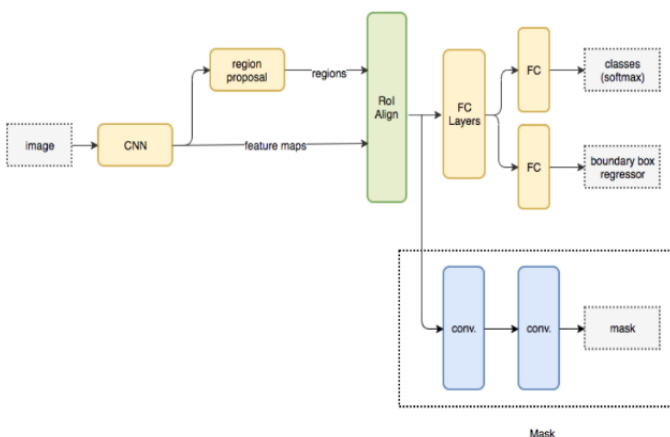 region
proposal
regions
RoI
Align
FC
Layers
FC
classes
(softmax)
image
CNN
feature maps
FC
boundary box
regressor
conv.
conv.
mask
Mask